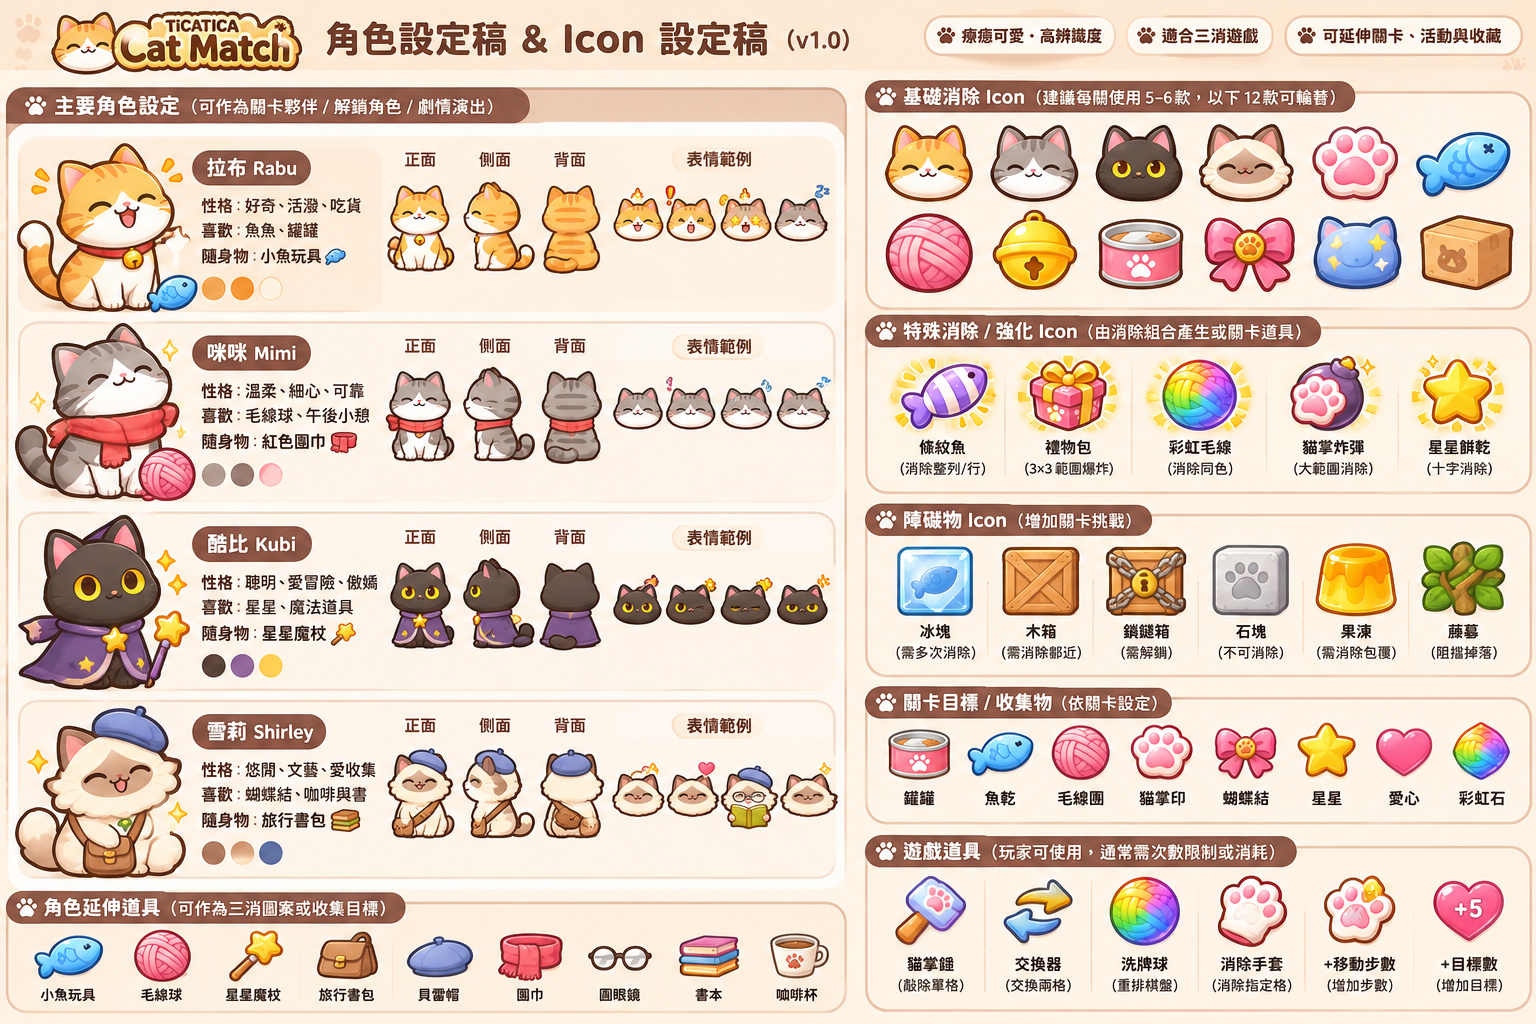 TiCATICA
Cat Match
角色設定稿 & Icon 設定稿 (v1.0)
療癒可愛・高辨識度
適合三消遊戲
可延伸關卡、活動與收藏
主要角色設定（可作為關卡夥伴 / 解鎖角色 / 劇情演出）
拉布 Rabu
性格：好奇、活潑、吃貨
喜歡：魚魚、罐罐
隨身物：小魚玩具
正面
側面
背面
表情範例
咪咪 Mimi
性格：溫柔、細心、可靠
喜歡：毛線球、午後小憩
隨身物：紅色圍巾
正面
側面
背面
表情範例
酷比 Kubi
性格：聰明、愛冒險、傲嬌
喜歡：星星、魔法道具
隨身物：星星魔杖
正面
側面
背面
表情範例
雪莉 Shirley
性格：悠閒、文藝、愛收集
喜歡：蝴蝶結、咖啡與書
隨身物：旅行書包
正面
側面
背面
表情範例
角色延伸道具（可作為三消圖案或收集目標）
小魚玩具
毛線球
星星魔杖
旅行書包
貝雷帽
圍巾
圓眼鏡
書本
咖啡杯
基礎消除 Icon（建議每關使用 5–6款，以下 12款可輪替）
特殊消除 / 強化 Icon（由消除組合產生或關卡道具）
條紋魚
(消除整列/行)
禮物包
(3×3 範圍爆炸)
彩虹毛線
(消除同色)
貓掌炸彈
(大範圍消除)
星星餅乾
(十字消除)
障礙物 Icon（增加關卡挑戰）
冰塊
(需多次消除)
木箱
(需消除鄰近)
鎖鏈箱
(需解鎖)
石塊
(不可消除)
果凍
(需消除包覆)
藤蔓
(阻擋掉落)
關卡目標 / 收集物（依關卡設定）
罐罐
魚乾
毛線團
貓掌印
蝴蝶結
星星
愛心
彩虹石
遊戲道具（玩家可使用，通常需次數限制或消耗）
貓掌錘
(敲除單格)
交換器
(交換兩格)
洗牌球
(重排棋盤)
消除手套
(消除指定格)
+移動步數
(增加步數)
+5
+目標數
(增加目標)